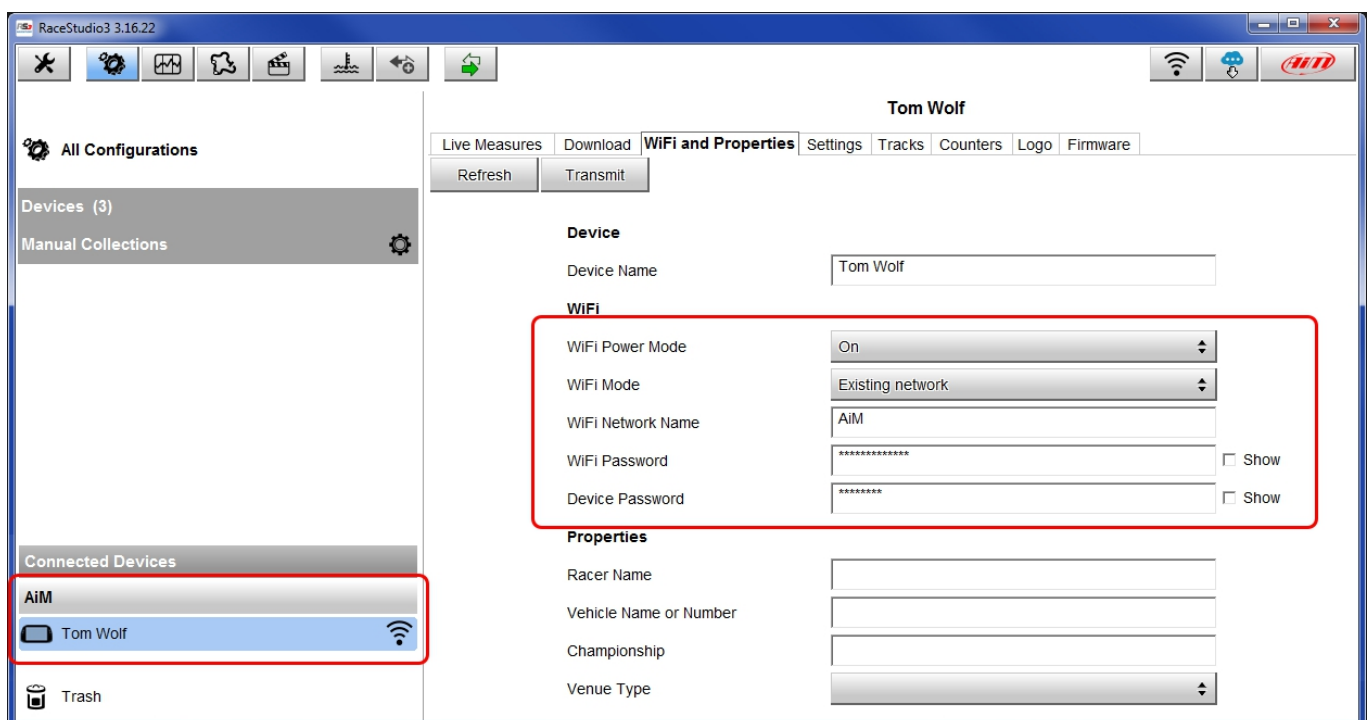 RaceStudio3 3.16.22
AiM
Tom Wolf
All Configurations
Live Measures Download WiFi and Properties Settings Tracks Counters Logo Firmware
Refresh Transmit
Devices (3)
Manual Collections
Device
Device Name Tom Wolf
WiFi
WiFi Power Mode On
WiFi Mode Existing network
WiFi Network Name AiM
WiFi Password ************* Show
Device Password ******** Show
Properties
Connected Devices
Racer Name
AiM
Vehicle Name or Number
Tom Wolf
Championship
Venue Type
Trash